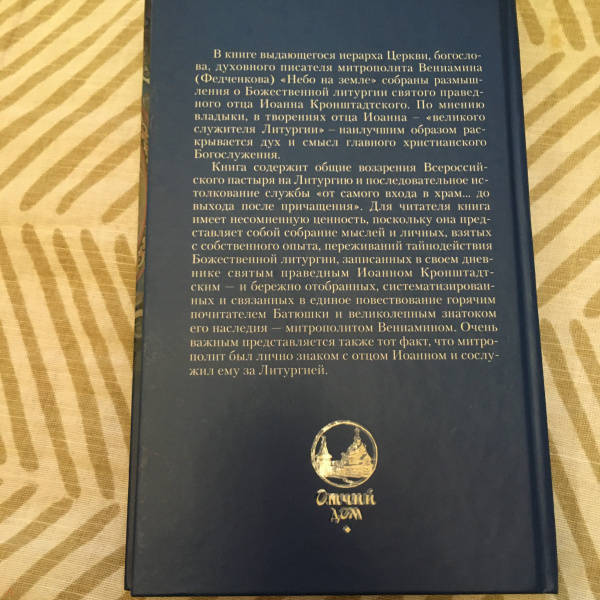 В книге выдающегося иерарха Церкви, богосло-
ва, духовного писателя митрополита Вениамина
(Федченкова) «Небо на земле» собраны размыш-
ления о Божественной литургии святого правед-
ного отца Иоанна Кронштадтского. По мнению
владыки, в творениях отца Иоанна – «великого
служителя Литургии» – наилучшим образом рас-
крывается дух и смысл главного христианского
Богослужения.
Книга содержит общие воззрения Всероссий-
ского пастыря на Литургию и последовательное ис-
толкование службы «от самого входа в храм... до
выхода после причащения». Для читателя книга
имеет несомненную ценность, поскольку она пред-
ставляет собой собрание мыслей и личных, взятых
с собственного опыта, переживаний тайнодействия
Божественной литургии, записанных в своем днев-
нике святым праведным Иоанном Кронштадт-
ским — и бережно отобранных, систематизирован-
ных и связанных в единое повествование горячим
почитателем Батюшки и великолепным знатоком
его наследия — митрополитом Вениамином. Очень
важным представляется также тот факт, что митро-
полит был лично знаком с отцом Иоанном и сослу-
жил ему за Литургией.
Отчий
дом